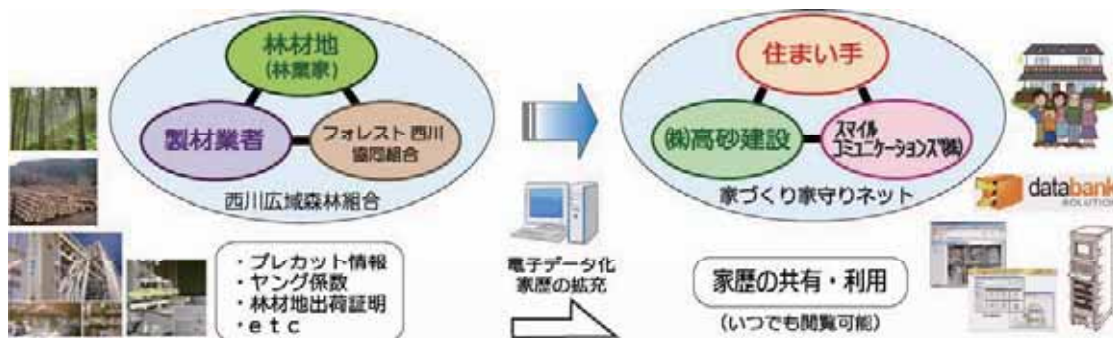 林材地
(林業家)
製材業者
フォレスト西川
協同組合
西川広域森林組合
・プレカット情報
・ヤング係数
・林材地出荷証明
・etc
電子データ化
家歴の拡充
住まい手
㈱高砂建設
スマイル
コミュニケーションズ(株)
家づくり家守りネット
家歴の共有・利用
(いつでも閲覧可能)
databank
SOLUTION